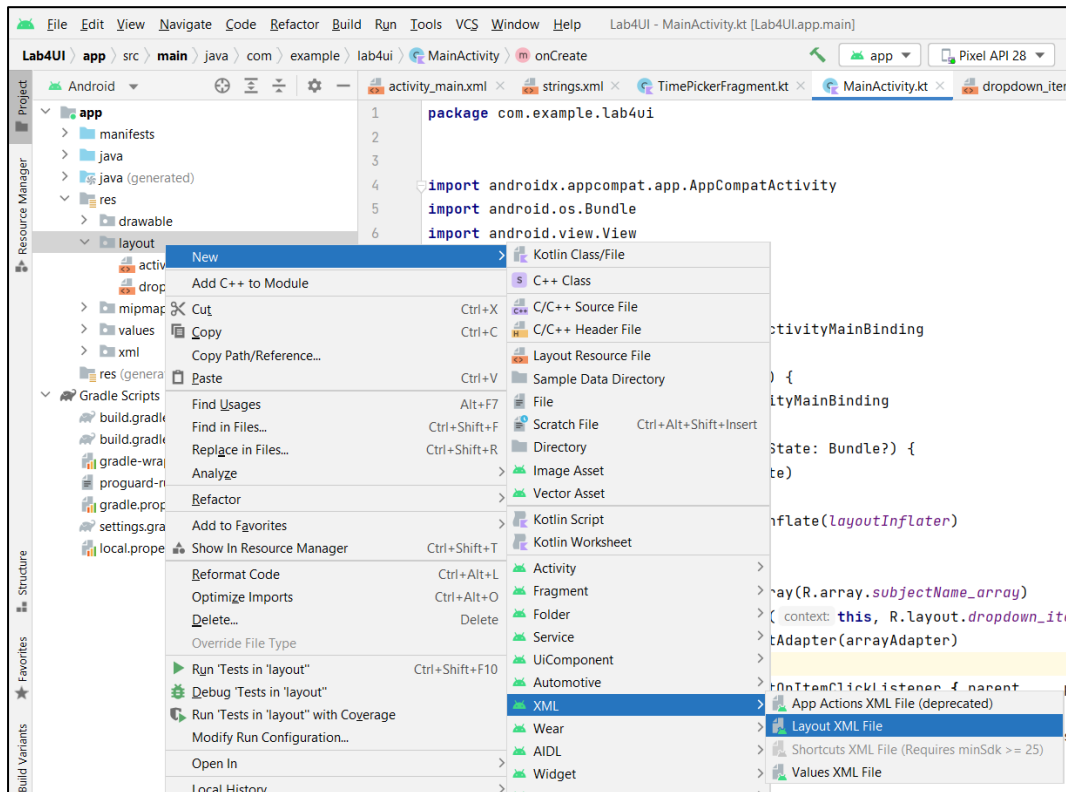 File Edit View Navigate Code Refactor Build Run Tools VCS Window Help Lab4UI - MainActivity.kt [Lab4UI.app.main]
Lab4UI app src main java com example lab4ui MainActivity onCreate app Pixel API 28
Android activity_main.xml strings.xml TimePickerFragment.kt MainActivity.kt dropdown_iter
Project
Resource Manager
Structure
Favorites
Build Variants
app
manifests
java
java (generated)
res
drawable
layout
activ
drop
mipmap
values
xml
res (genera
Gradle Scripts
build.gradle
build.gradle
gradle-wrap
proguard-ru
gradle.prop
settings.gra
local.prope
1 package com.example.lab4ui
2
3
4 import androidx.appcompat.app.AppCompatActivity
5 import android.os.Bundle
6 import android.view.View
ctivityMainBinding
) {
ityMainBinding
State: Bundle?) {
te)
nflate(layoutInflater)
ray(R.array.subjectName_array)
( context: this, R.layout.dropdown_ite
tAdapter(arrayAdapter)
tOnItemClickListener { parent
New
Add C++ to Module
Cut Ctrl+X
Copy Ctrl+C
Copy Path/Reference...
Paste Ctrl+V
Find Usages Alt+F7
Find in Files... Ctrl+Shift+F
Replace in Files... Ctrl+Shift+R
Analyze
Refactor
Add to Favorites
Show In Resource Manager Ctrl+Shift+T
Reformat Code Ctrl+Alt+L
Optimize Imports Ctrl+Alt+O
Delete... Delete
Override File Type
Run 'Tests in 'layout'' Ctrl+Shift+F10
Debug 'Tests in 'layout''
Run 'Tests in 'layout'' with Coverage
Modify Run Configuration...
Open In
Local History
Kotlin Class/File
C++ Class
C/C++ Source File
C/C++ Header File
Layout Resource File
Sample Data Directory
File
Scratch File Ctrl+Alt+Shift+Insert
Directory
Image Asset
Vector Asset
Kotlin Script
Kotlin Worksheet
Activity
Fragment
Folder
Service
UiComponent
Automotive
XML
Wear
AIDL
Widget
App Actions XML File (deprecated)
Layout XML File
Shortcuts XML File (Requires minSdk >= 25)
Values XML File